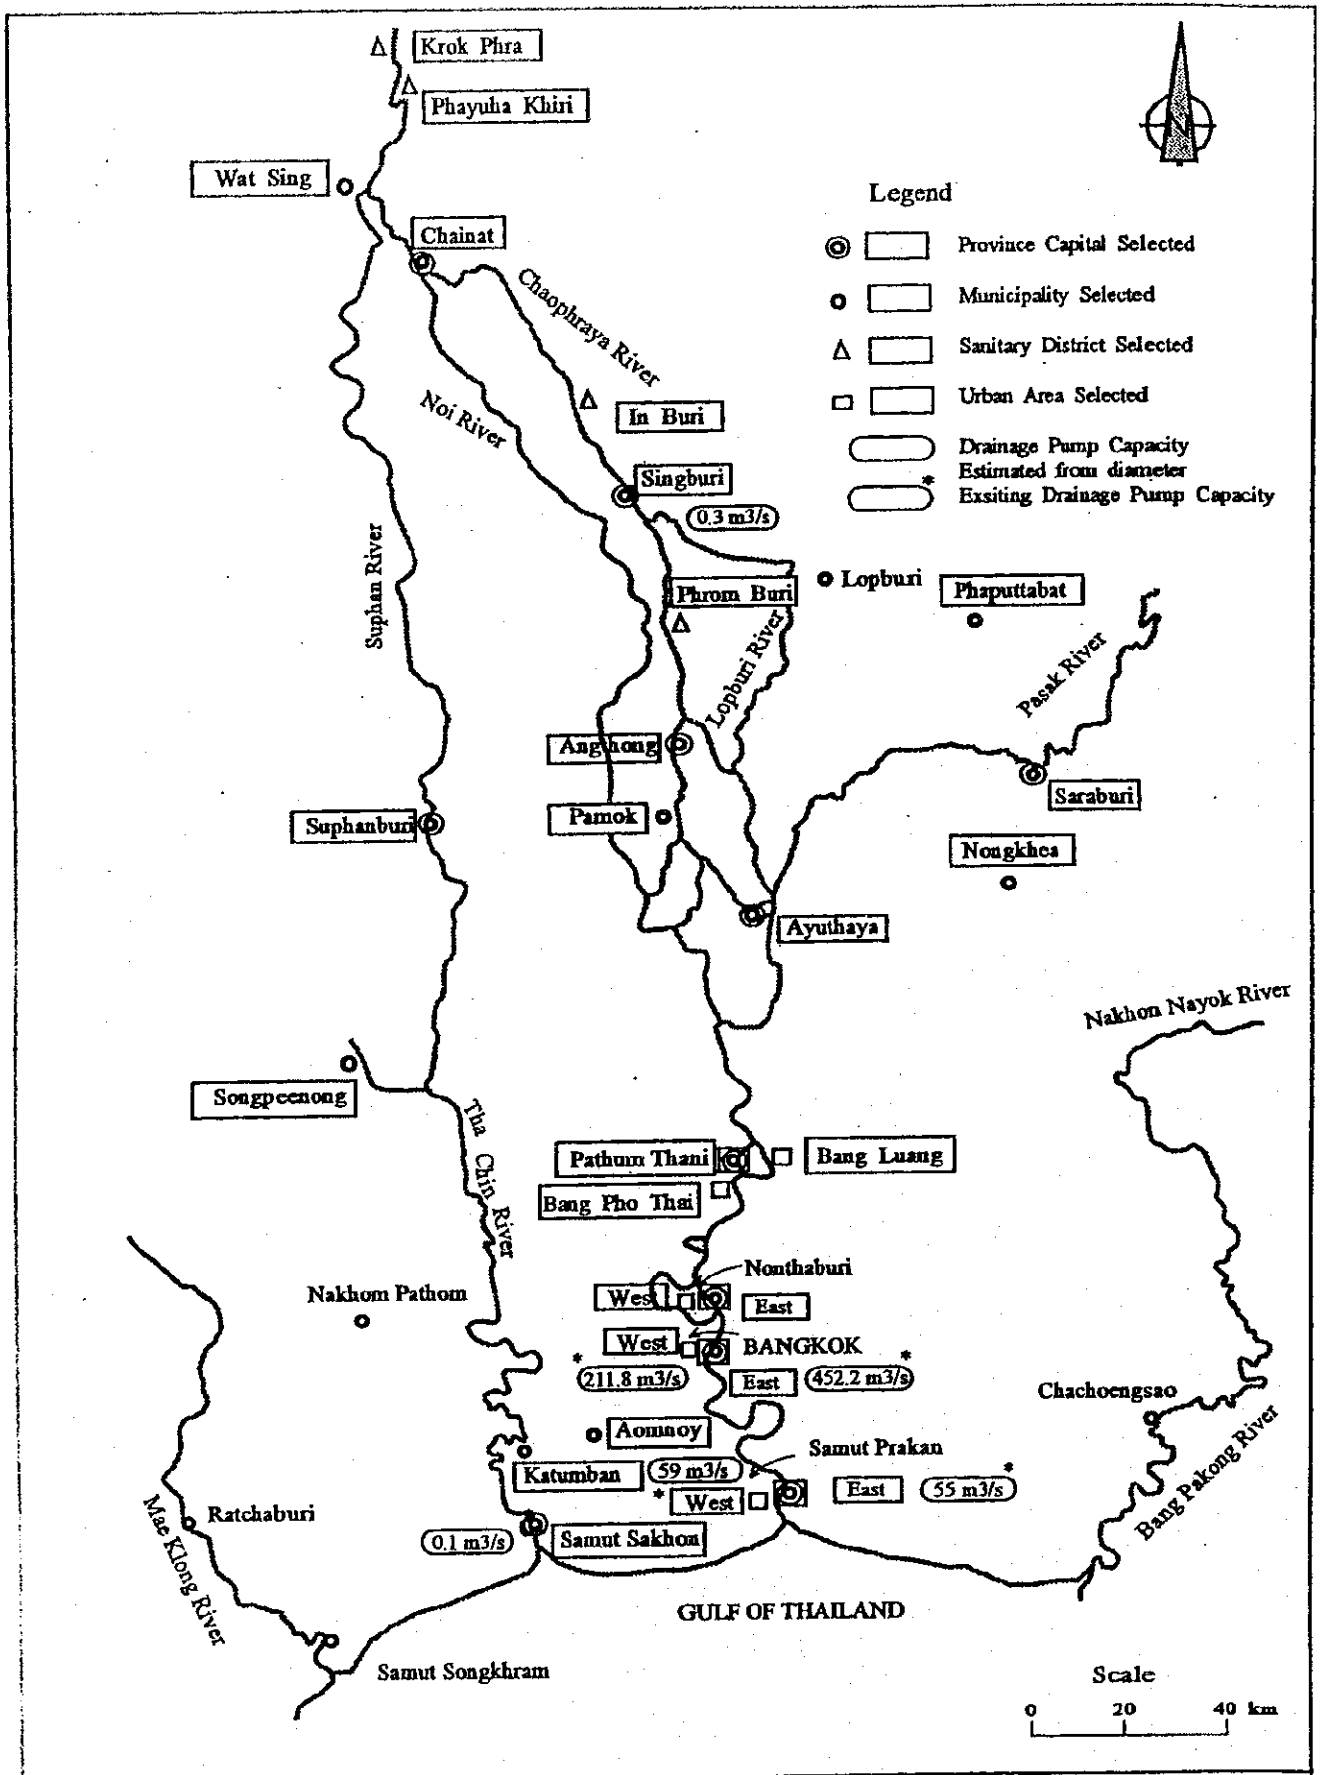 Krok Phra
Phayuha Khiri
N
Wat Sing
Legend
Chainat
Province Capital Selected
Chaophraya River
Municipality Selected
Sanitary District Selected
Noi River
In Buri
Urban Area Selected
Drainage Pump Capacity
Estimated from diameter
*
Exsiting Drainage Pump Capacity
Singburi
0.3 m3/s
Suphan River
Phrom Buri
Lopburi
Phaputtabat
Lopburi River
Pasak River
Angthong
Saraburi
Suphanburi
Pamok
Nongkhea
Ayuthaya
Nakhon Nayok River
Songpeenong
Tha Chin River
Pathum Thani
Bang Luang
Bang Pho Thai
Nonthaburi
Nakhom Pathom
West
East
West
BANGKOK
*
211.8 m3/s
East
*
452.2 m3/s
Chachoengsao
Aomnoy
Samut Prakan
Bang Pakong River
Katumban
59 m3/s
*
West
East
*
55 m3/s
Mae Klong River
Ratchaburi
0.1 m3/s
Samut Sakhon
GULF OF THAILAND
Samut Songkhram
Scale
0 20 40 km